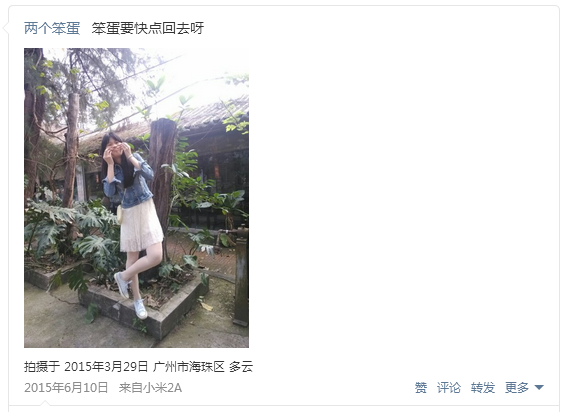 两个笨蛋 笨蛋要快点回去呀
拍摄于 2015年3月29日 广州市海珠区 多云
2015年6月10日 来自小米2A 赞 评论 转发 更多